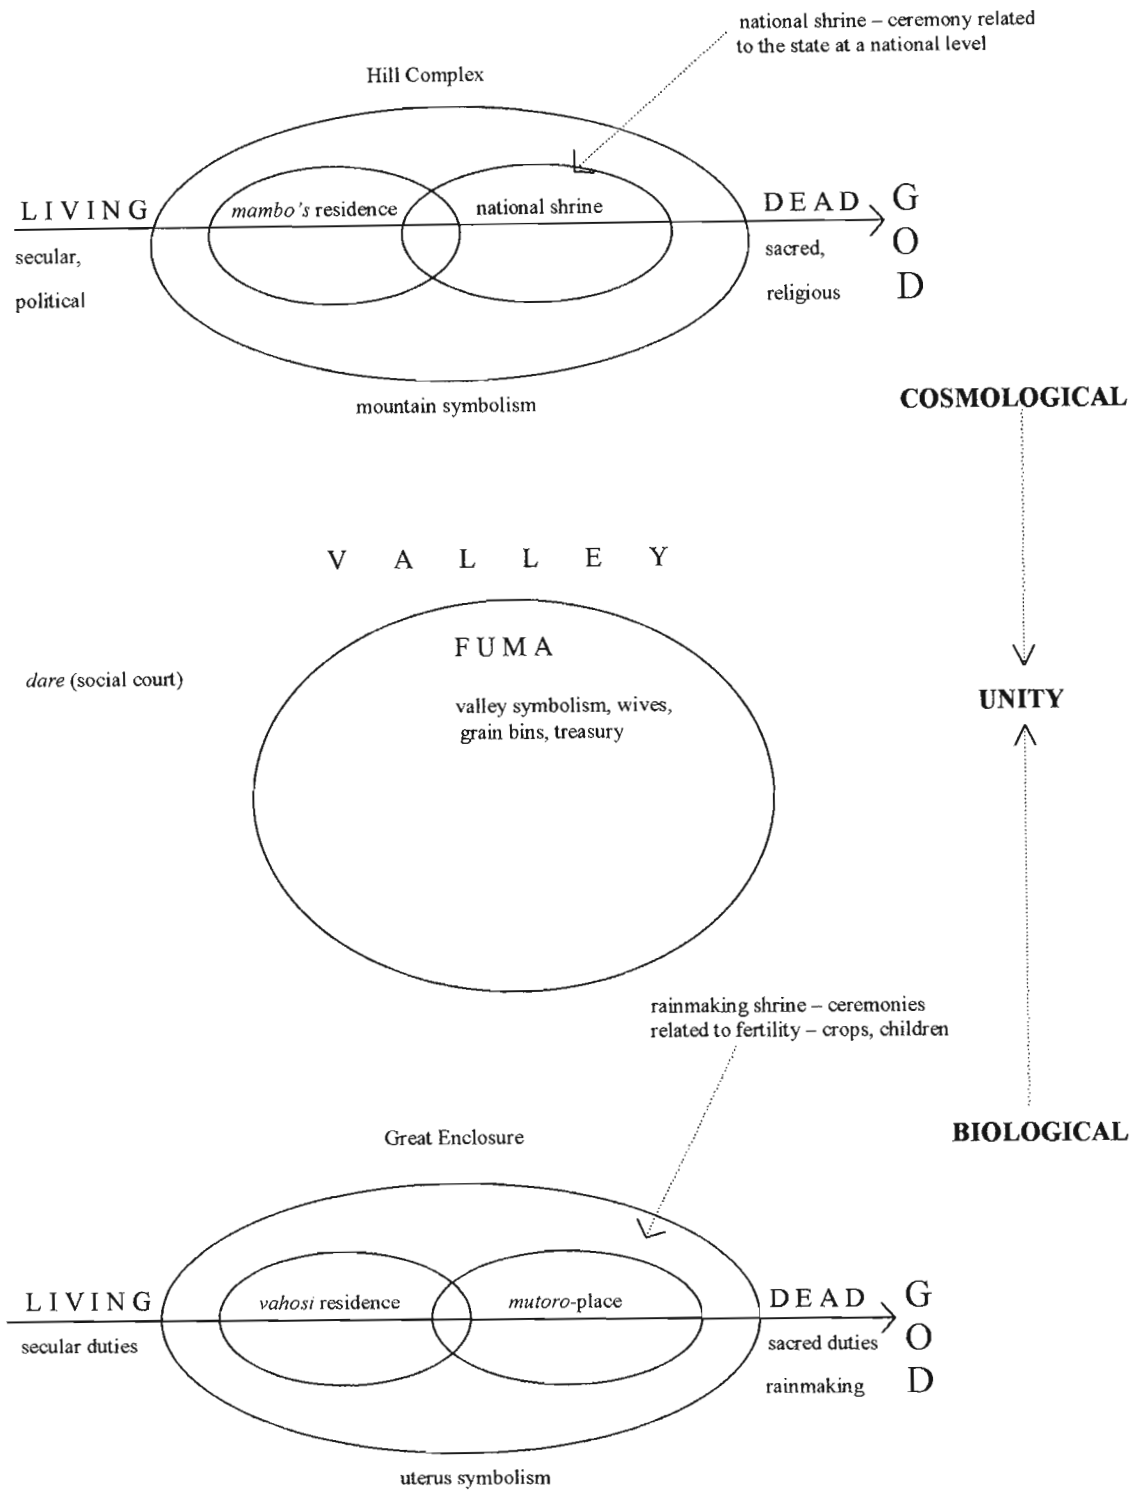 national shrine – ceremony related
to the state at a national level
Hill Complex
LIVING
mambo's residence
national shrine
DEAD
G
O
D
secular,
political
sacred,
religious
mountain symbolism
COSMOLOGICAL
VALLEY
FUMA
dare (social court)
valley symbolism, wives,
grain bins, treasury
UNITY
rainmaking shrine – ceremonies
related to fertility – crops, children
BIOLOGICAL
Great Enclosure
LIVING
vahosi residence
mutoro-place
DEAD
G
O
D
secular duties
sacred duties
rainmaking
uterus symbolism